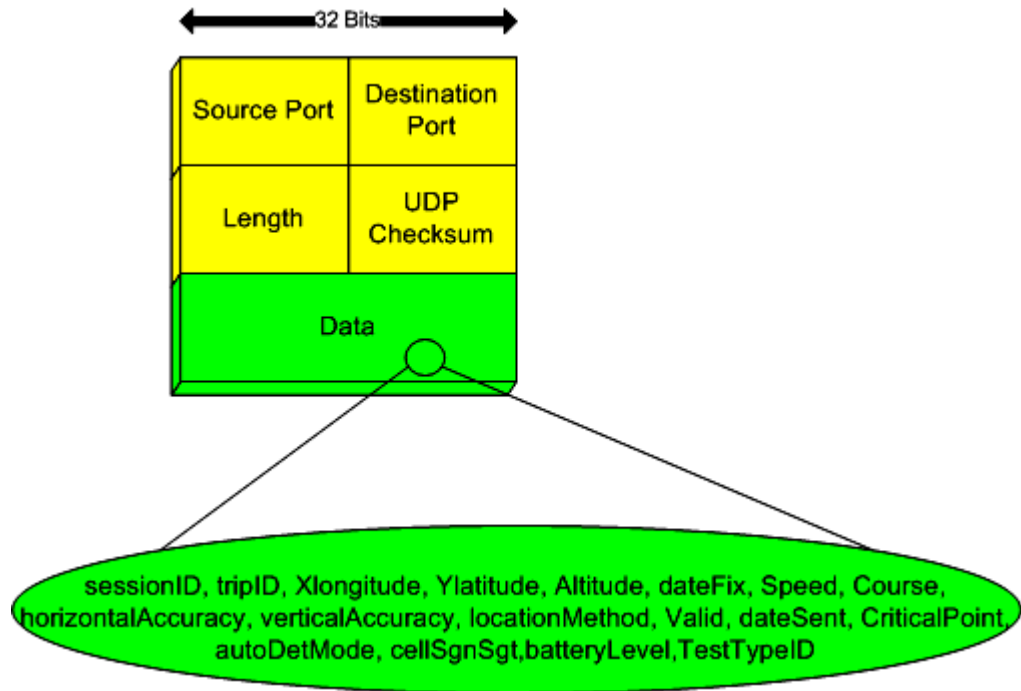 32 Bits
Source Port
Destination
Port
Length
UDP
Checksum
Data
sessionID, tripID, Xlongitude, Ylatitude, Altitude, dateFix, Speed, Course,
horizontalAccuracy, verticalAccuracy, locationMethod, Valid, dateSent, CriticalPoint,
autoDetMode, cellSgnSgt,batteryLevel,TestTypeID